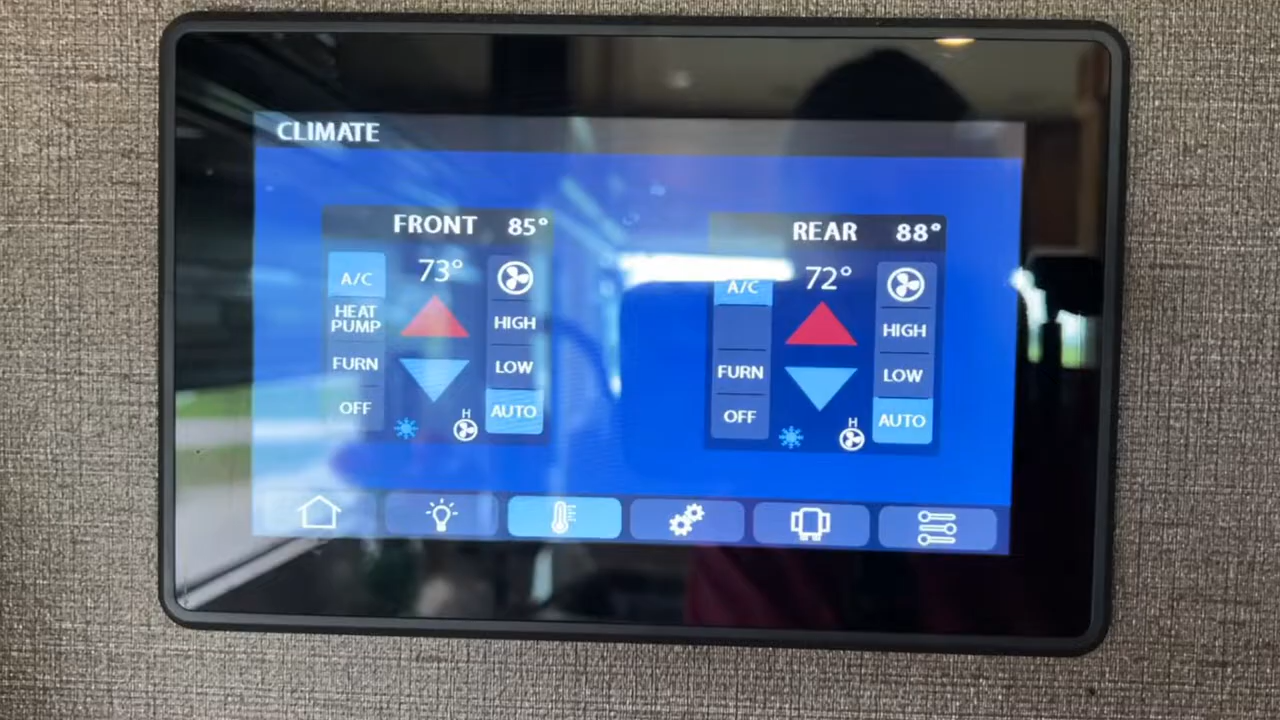 CLIMATE
FRONT 85°
A/C 73°
HEAT
PUMP HIGH
FURN LOW
OFF AUTO
H
REAR 88°
A/C 72°
HIGH
FURN LOW
OFF AUTO
H